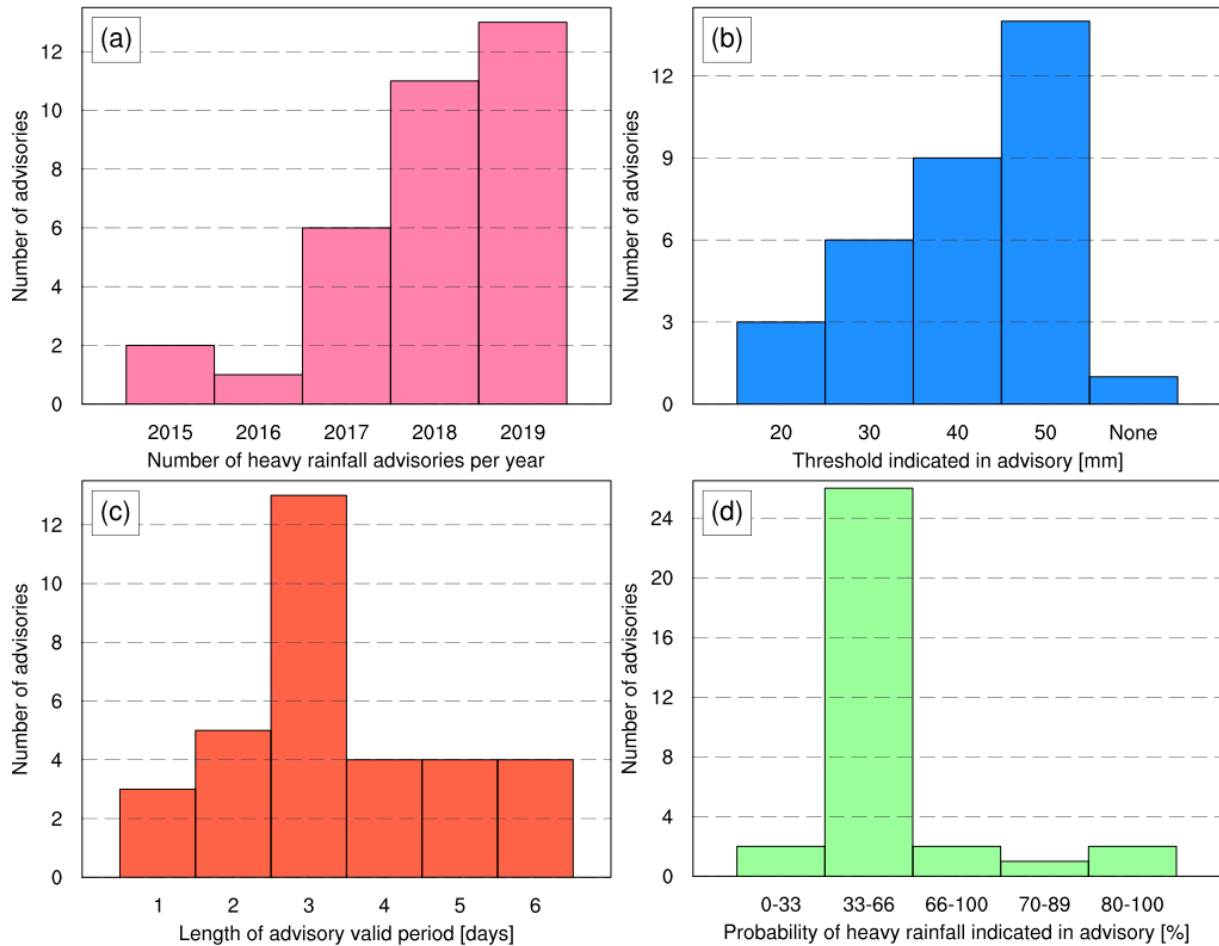 (a)
Number of advisories
12
10
8
6
4
2
0
2015 2016 2017 2018 2019
Number of heavy rainfall advisories per year
(b)
Number of advisories
12
9
6
3
0
20 30 40 50 None
Threshold indicated in advisory [mm]
(c)
Number of advisories
12
10
8
6
4
2
0
1 2 3 4 5 6
Length of advisory valid period [days]
(d)
Number of advisories
24
20
16
12
8
4
0
0-33 33-66 66-100 70-89 80-100
Probability of heavy rainfall indicated in advisory [%]